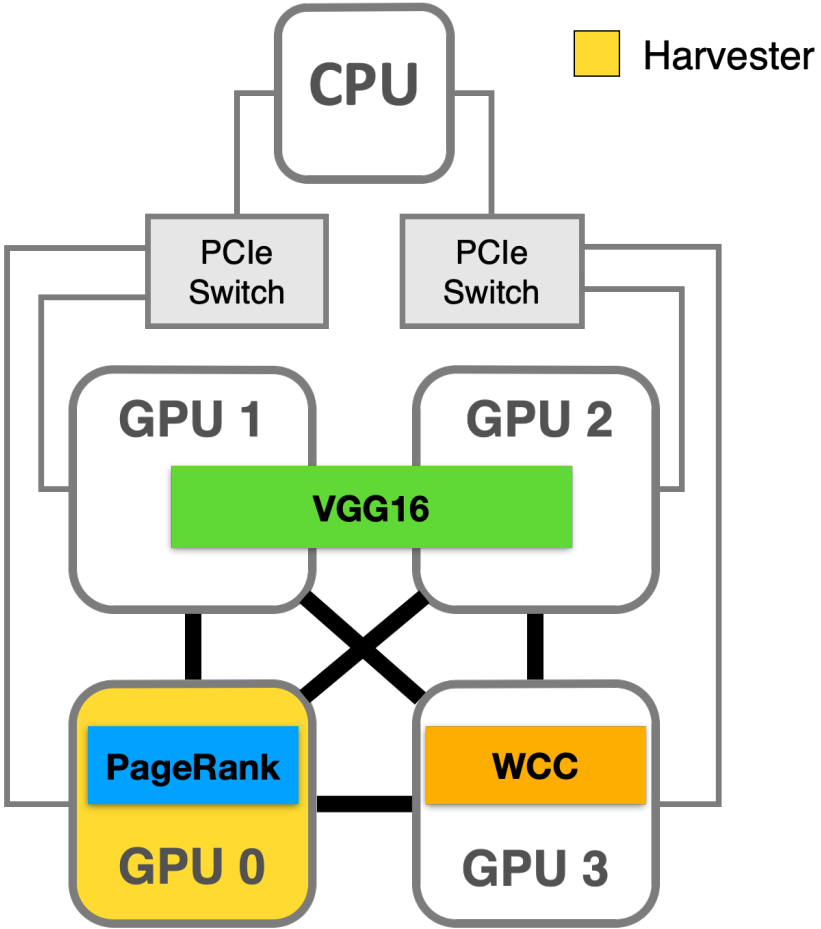 CPU
Harvester
PCIe
Switch
PCIe
Switch
GPU 1
GPU 2
VGG16
PageRank
WCC
GPU 0
GPU 3